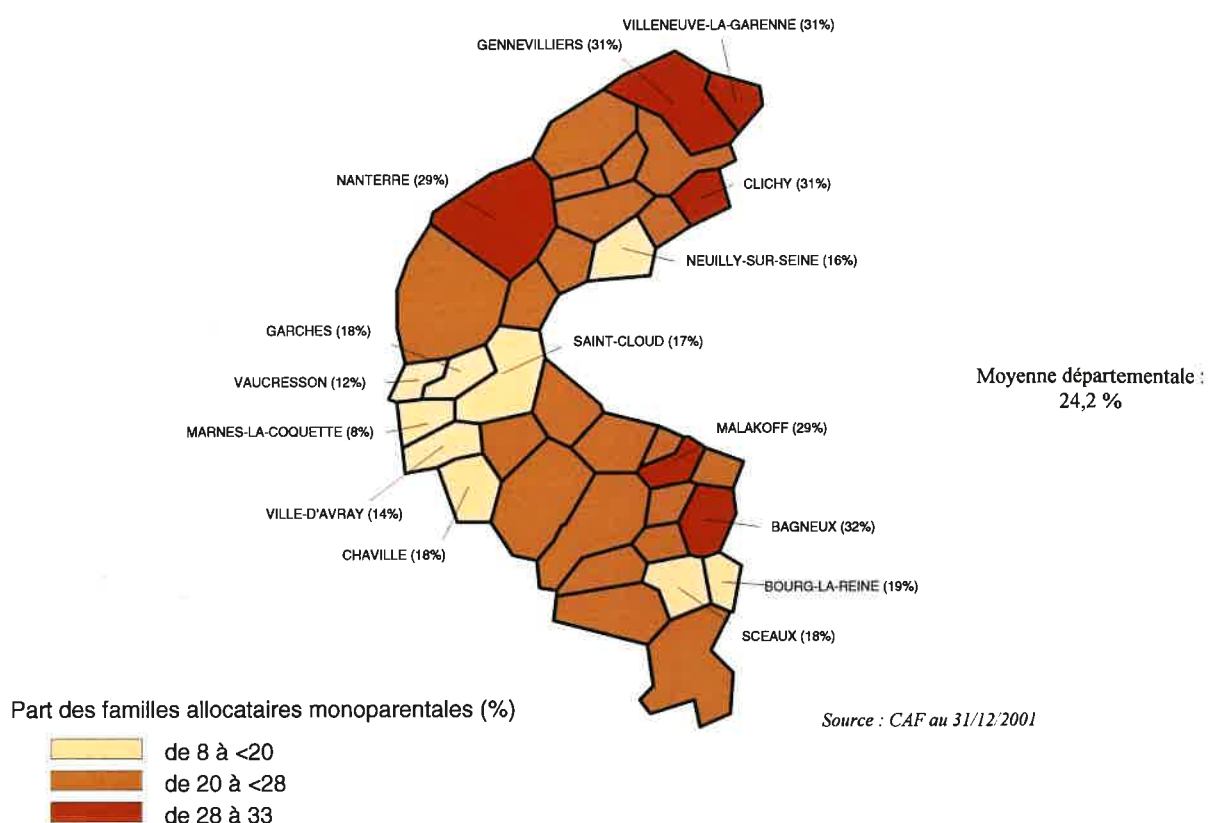 VILLENEUVE-LA-GARENNE (31%)
GENNEVILLIERS (31%)
NANTERRE (29%)
CLICHY (31%)
NEUILLY-SUR-SEINE (16%)
GARCHES (18%)
SAINT-CLOUD (17%)
VAUCRESSON (12%)
Moyenne départementale :
24,2 %
MARNES-LA-COQUETTE (8%)
MALAKOFF (29%)
VILLE-D'AVRAY (14%)
BAGNEUX (32%)
CHAVILLE (18%)
BOURG-LA-REINE (19%)
SCEAUX (18%)
Part des familles allocataires monoparentales (%)
Source : CAF au 31/12/2001
de 8 à <20
de 20 à <28
de 28 à 33